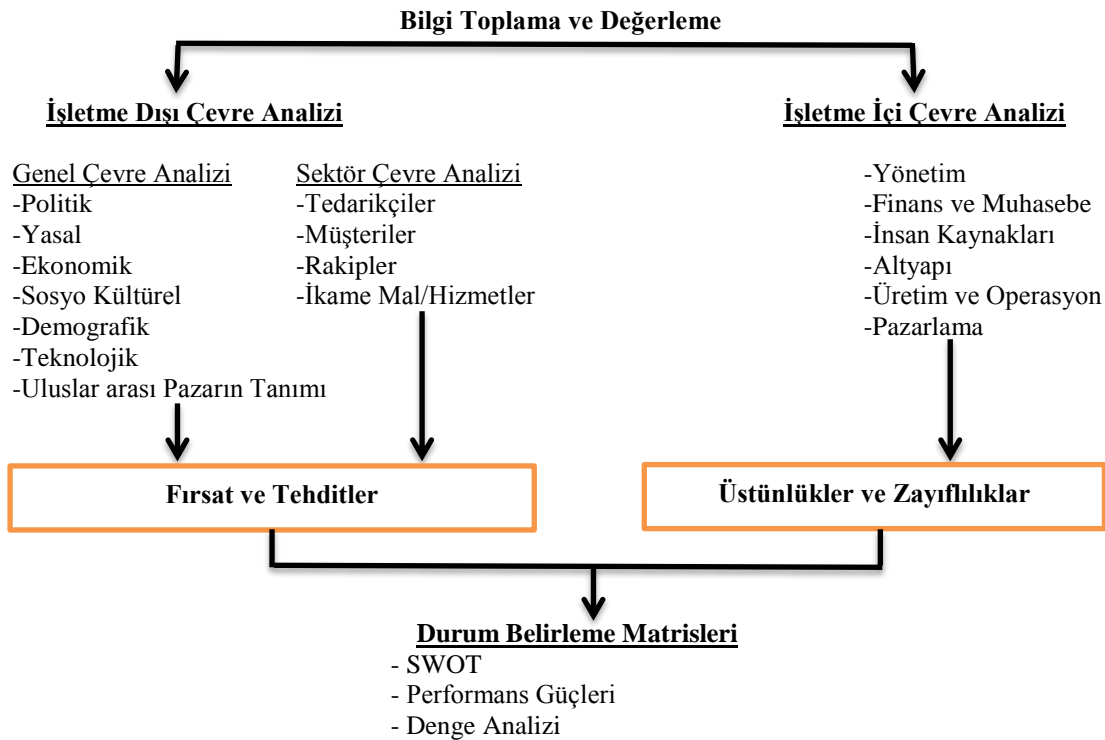 Bilgi Toplama ve Değerleme
İşletme Dışı Çevre Analizi
Genel Çevre Analizi
-Politik
-Yasal
-Ekonomik
-Sosyo Kültürel
-Demografik
-Teknolojik
-Uluslar arası Pazarın Tanımı
Sektör Çevre Analizi
-Tedarikçiler
-Müşteriler
-Rakipler
-İkame Mal/Hizmetler
İşletme İçi Çevre Analizi
-Yönetim
-Finans ve Muhasebe
-İnsan Kaynakları
-Altyapı
-Üretim ve Operasyon
-Pazarlama
Fırsat ve Tehditler
Üstünlükler ve Zayıflılıklar
Durum Belirleme Matrisleri
- SWOT
- Performans Güçleri
- Denge Analizi